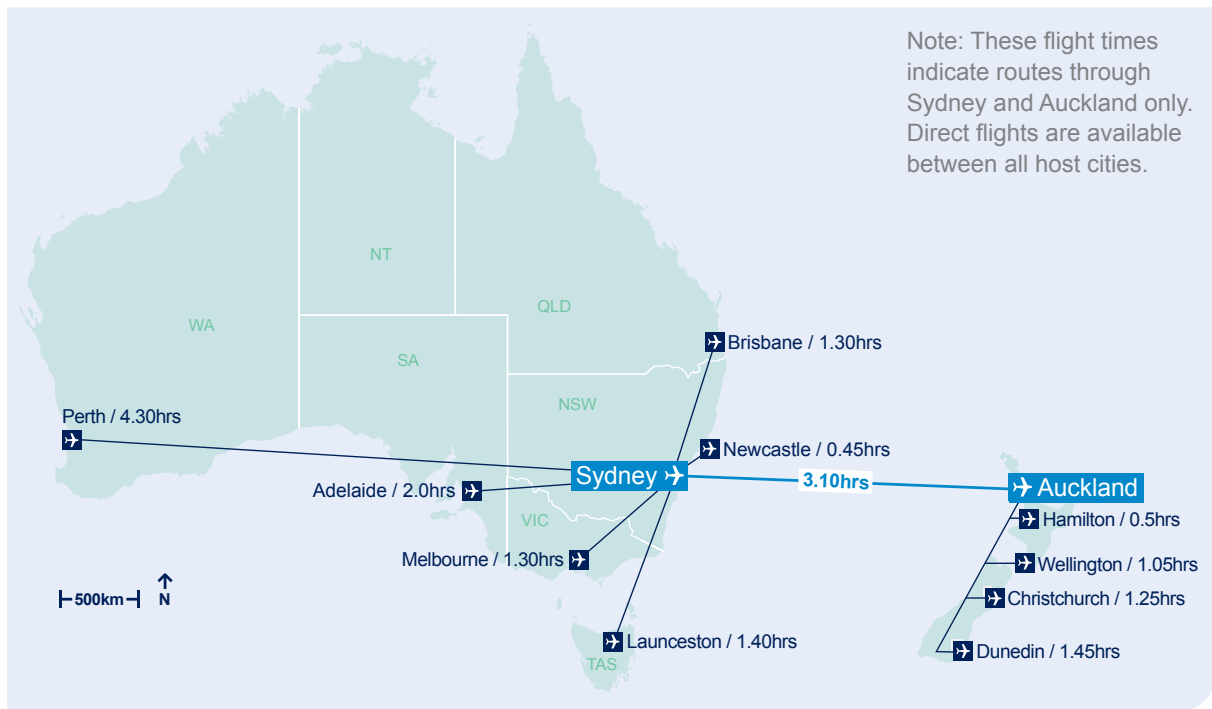 Note: These flight times
indicate routes through
Sydney and Auckland only.
Direct flights are available
between all host cities.
NT
QLD
WA
SA
Brisbane / 1.30hrs
NSW
Perth / 4.30hrs
Newcastle / 0.45hrs
Sydney
3.10hrs
Auckland
Adelaide / 2.0hrs
VIC
Hamilton / 0.5hrs
Melbourne / 1.30hrs
Wellington / 1.05hrs
500km
N
Christchurch / 1.25hrs
Launceston / 1.40hrs
TAS
Dunedin / 1.45hrs